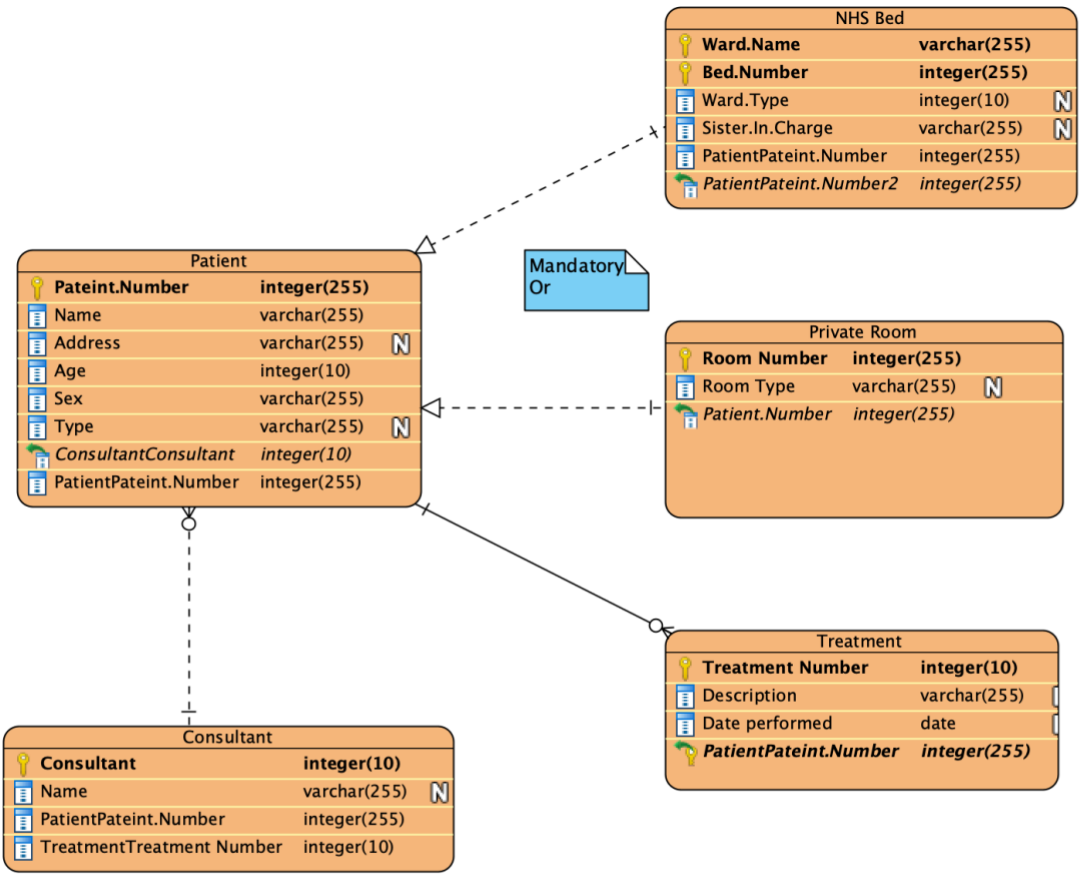 NHS Bed
Ward.Name varchar(255)
Bed.Number integer(255)
Ward.Type integer(10) N
Sister.In.Charge varchar(255) N
PatientPateint.Number integer(255)
PatientPateint.Number2 integer(255)
Patient
Pateint.Number integer(255)
Name varchar(255)
Address varchar(255) N
Age integer(10)
Sex varchar(255)
Type varchar(255) N
ConsultantConsultant integer(10)
PatientPateint.Number integer(255)
Mandatory
Or
Private Room
Room Number integer(255)
Room Type varchar(255) N
Patient.Number integer(255)
Treatment
Treatment Number integer(10)
Description varchar(255)
Date performed date
PatientPateint.Number integer(255)
Consultant
Consultant integer(10)
Name varchar(255) N
PatientPateint.Number integer(255)
TreatmentTreatment Number integer(10)